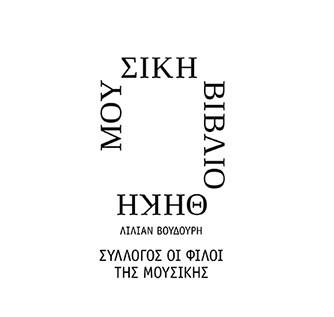 ΜΟΥ
ΣΙΚΗ
ΒΙΒΛΙΟ
ΘΗΚΗ
ΛΙΛΙΑΝ ΒΟΥΔΟΥΡΗ
ΣΥΛΛΟΓΟΣ ΟΙ ΦΙΛΟΙ
ΤΗΣ ΜΟΥΣΙΚΗΣ